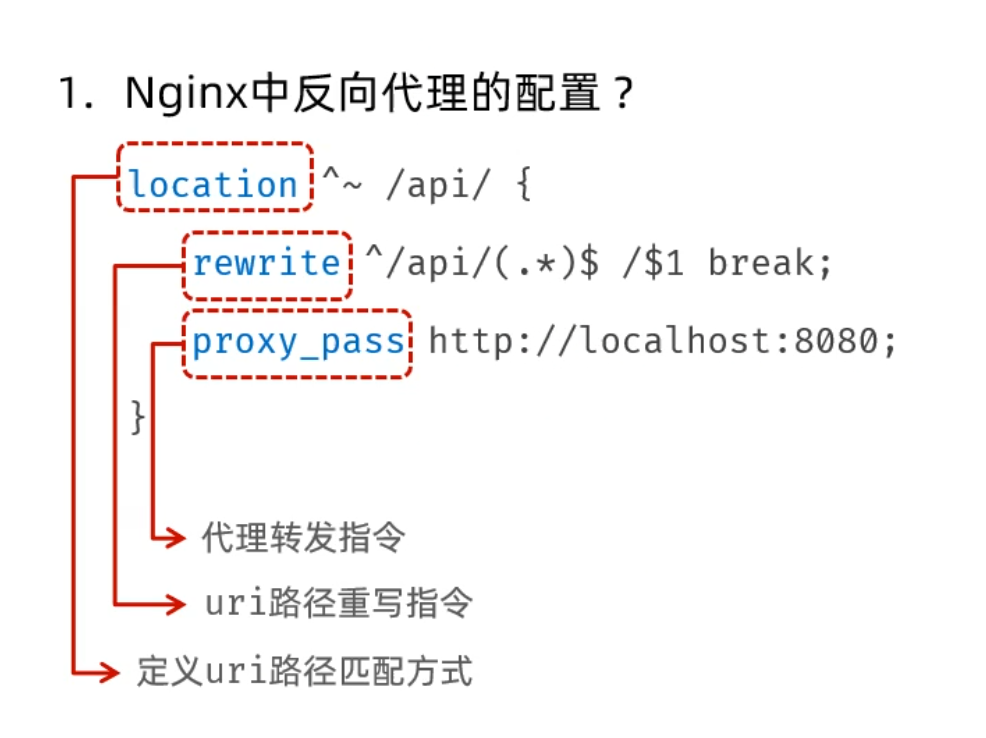 1. Nginx中反向代理的配置？
location ^~ /api/ {
rewrite ^/api/(.*)$ /$1 break;
proxy_pass http://localhost:8080;
}
代理转发指令
uri路径重写指令
定义uri路径匹配方式